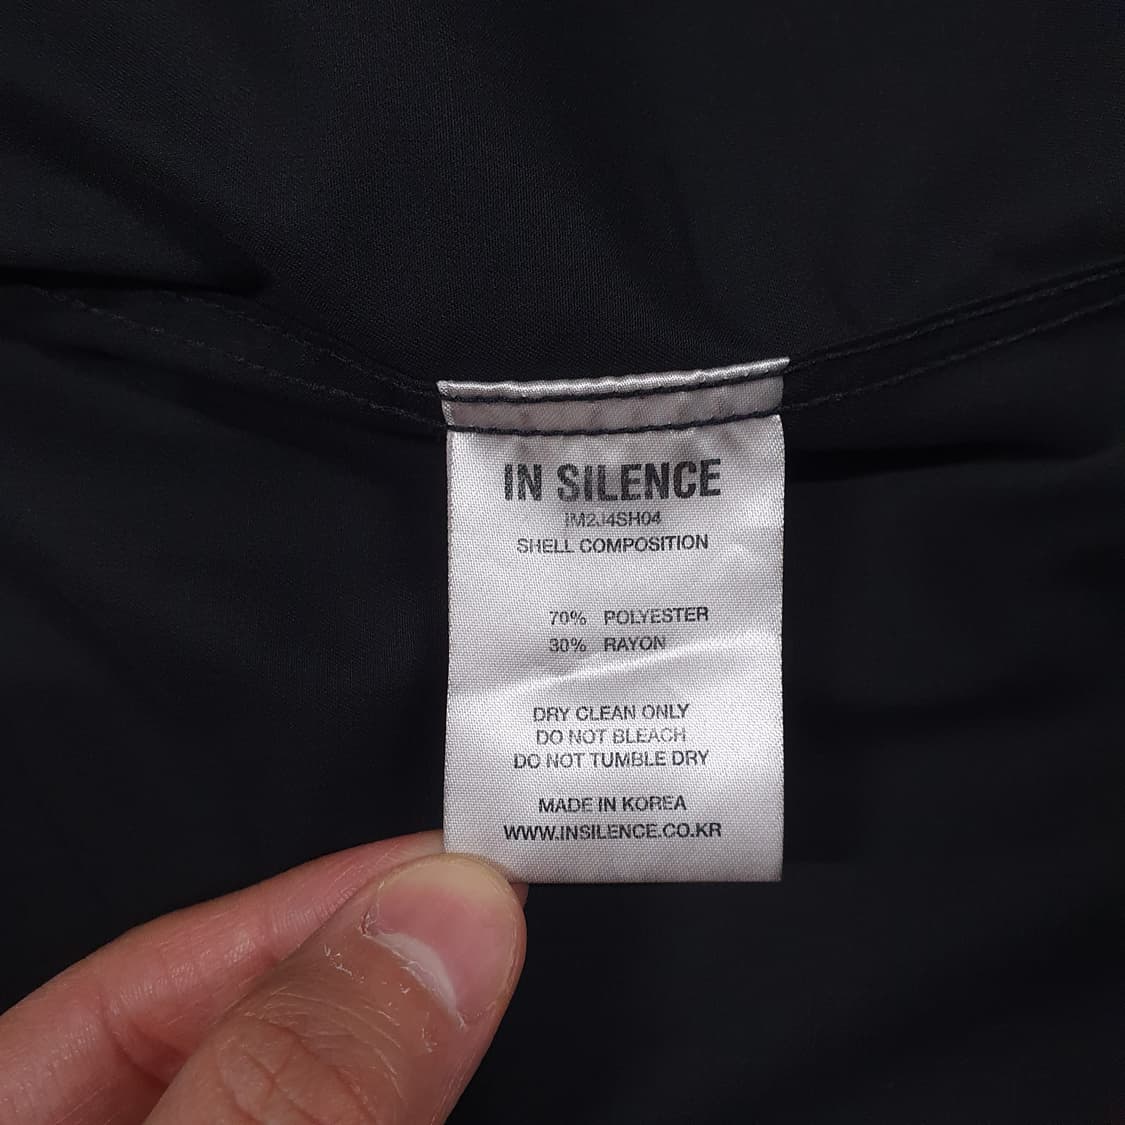 IN SILENCE
IM2J4SH04
SHELL COMPOSITION
70% POLYESTER
30% RAYON
DRY CLEAN ONLY
DO NOT BLEACH
DO NOT TUMBLE DRY
MADE IN KOREA
WWW.INSILENCE.CO.KR